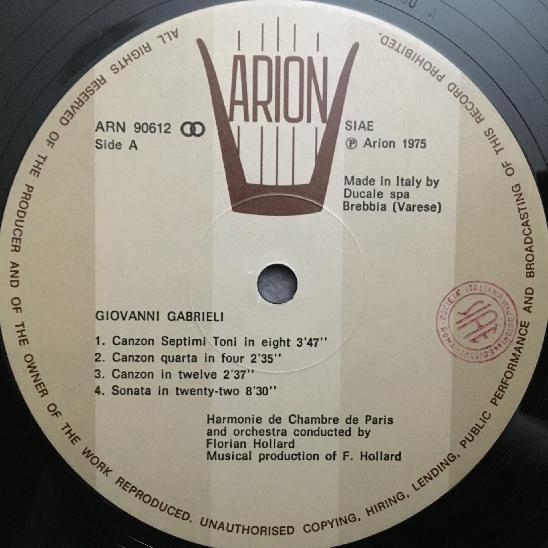 ALL RIGHTS RESERVED OF THE PRODUCER AND OF THE OWNER OF THE WORK REPRODUCED. UNAUTHORISED COPYING, HIRING, LENDING, PUBLIC PERFORMANCE AND BROADCASTING OF THIS RECORD PROHIBITED.
ARION
ARN 90612
Side A
SIAE
℗ Arion 1975
Made in Italy by
Ducale spa
Brebbia (Varese)
GIOVANNI GABRIELI
1. Canzon Septimi Toni in eight 3'47''
2. Canzon quarta in four 2'35''
3. Canzon in twelve 2'37''
4. Sonata in twenty-two 8'30''
Harmonie de Chambre de Paris
and orchestra conducted by
Florian Hollard
Musical production of F. Hollard
SOCIETA' ITALIANA